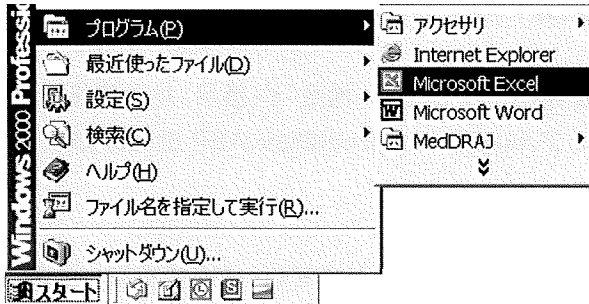 Windows 2000 Professi
プログラム(P)
最近使ったファイル(D)
設定(S)
検索(C)
ヘルプ(H)
ファイル名を指定して実行(R)...
シャットダウン(U)...
アクセサリ
Internet Explorer
Microsoft Excel
Microsoft Word
MedDRAJ
スタート